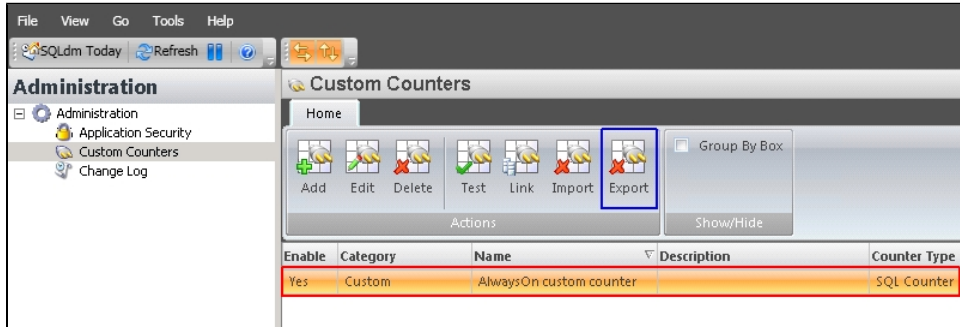 File View Go Tools Help
SQLdm Today Refresh
Administration
Administration
Application Security
Custom Counters
Change Log
Custom Counters
Home
Add Edit Delete Test Link Import Export
Actions
Group By Box
Show/Hide
Enable Category Name Description Counter Type
Yes Custom AlwaysOn custom counter SQL Counter